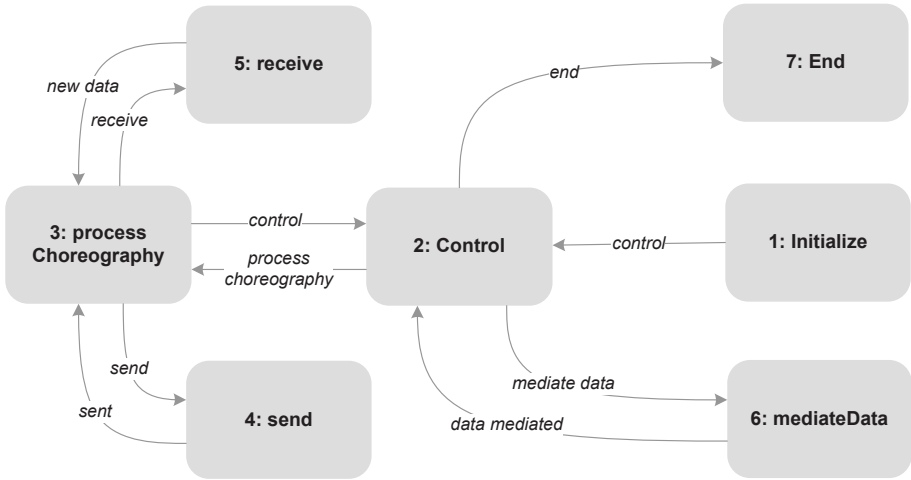 5: receive
7: End
end
new data
receive
3: process
Choreography
control
2: Control
control
1: Initialize
process
choreography
send
mediate data
sent
4: send
data mediated
6: mediateData